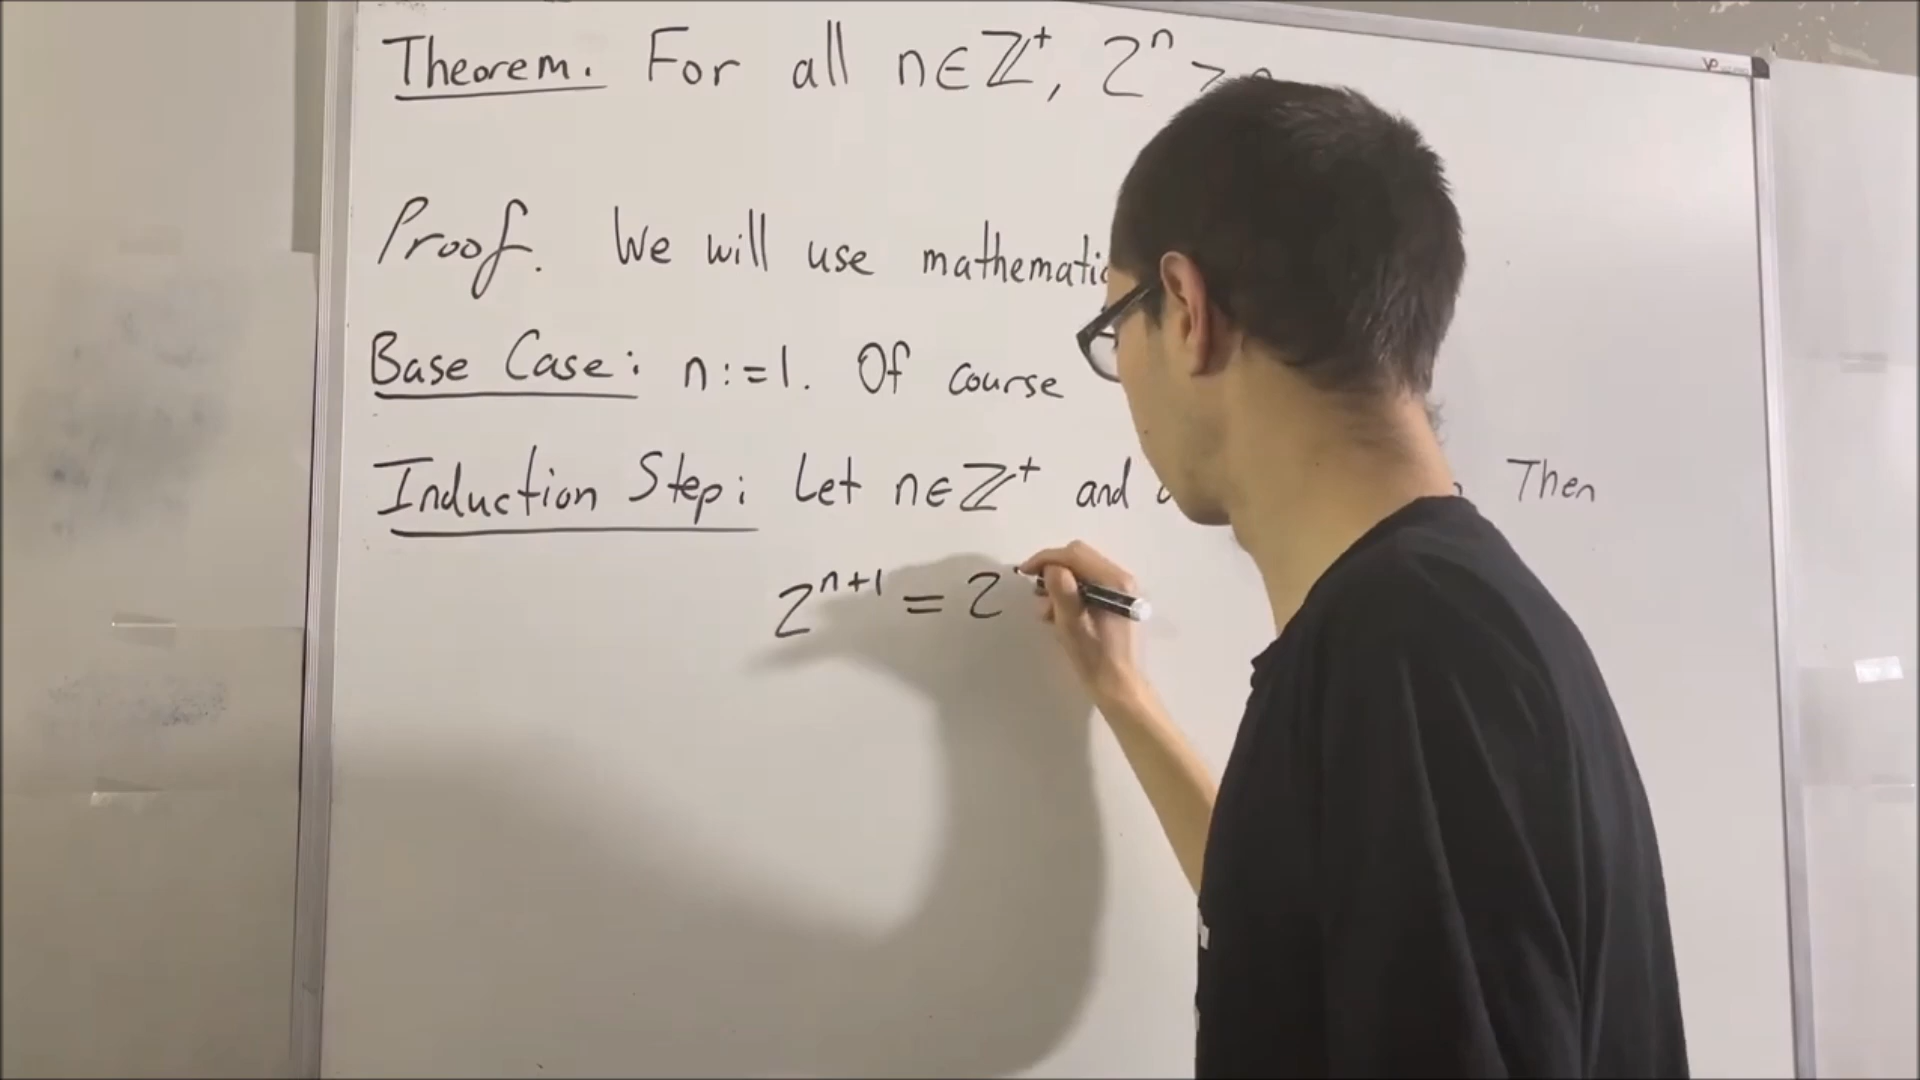 Theorem. For all n∈ℤ⁺, 2ⁿ >
Proof. We will use mathematic
Base Case: n:=1. Of course
Induction Step: Let n∈ℤ⁺ and Then
2ⁿ⁺¹ = 2